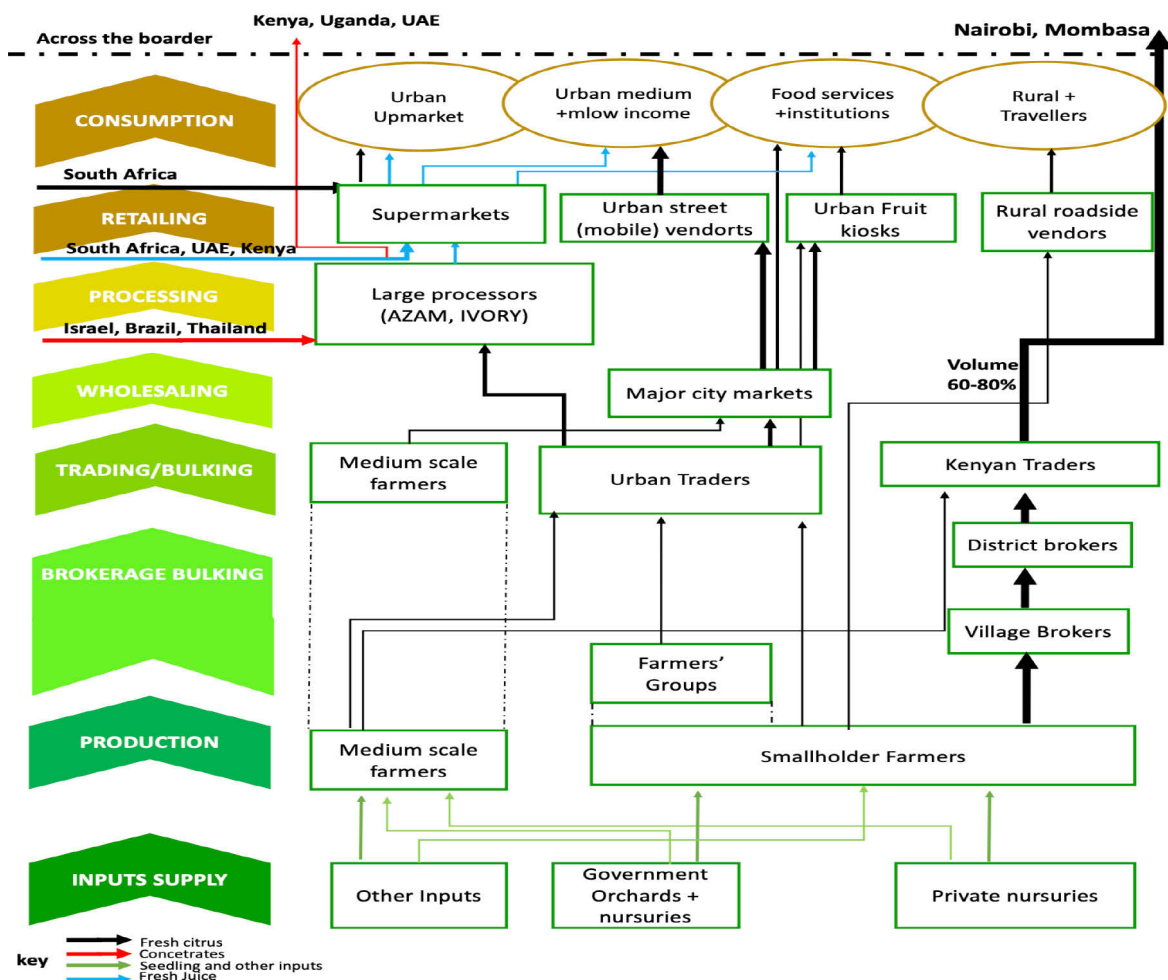 Kenya, Uganda, UAE
Nairobi, Mombasa
Across the boarder
CONSUMPTION
Urban
Upmarket
Urban medium
+mlow income
Food services
+institutions
Rural +
Travellers
South Africa
RETAILING
Supermarkets
Urban street
(mobile) vendorts
Urban Fruit
kiosks
Rural roadside
vendors
South Africa, UAE, Kenya
PROCESSING
Large processors
(AZAM, IVORY)
Israel, Brazil, Thailand
WHOLESALING
Major city markets
Volume
60-80%
TRADING/BULKING
Medium scale
farmers
Urban Traders
Kenyan Traders
BROKERAGE BULKING
District brokers
Village Brokers
Farmers'
Groups
PRODUCTION
Medium scale
farmers
Smallholder Farmers
INPUTS SUPPLY
Other Inputs
Government
Orchards +
nursuries
Private nursuries
key
Fresh citrus
Concetrates
Seedling and other inputs
Fresh Juice